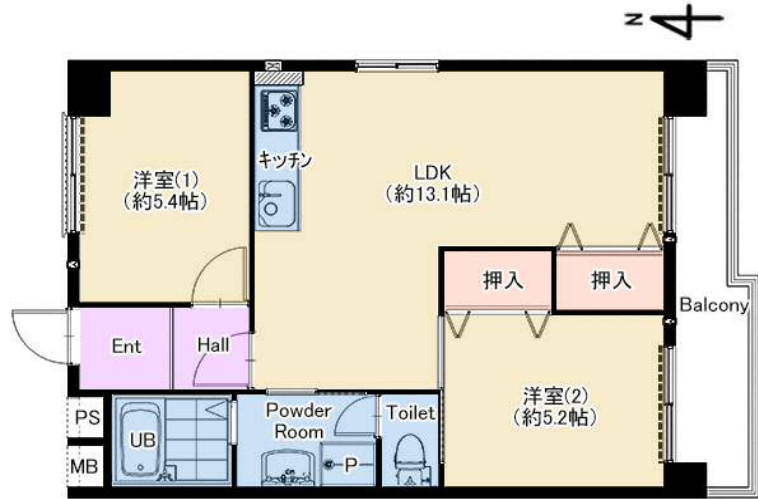 N
洋室(1)
(約5.4帖)
キッチン
LDK
(約13.1帖)
押入
押入
Balcony
Ent
Hall
洋室(2)
(約5.2帖)
PS
UB
Powder
Room
Toilet
P
MB